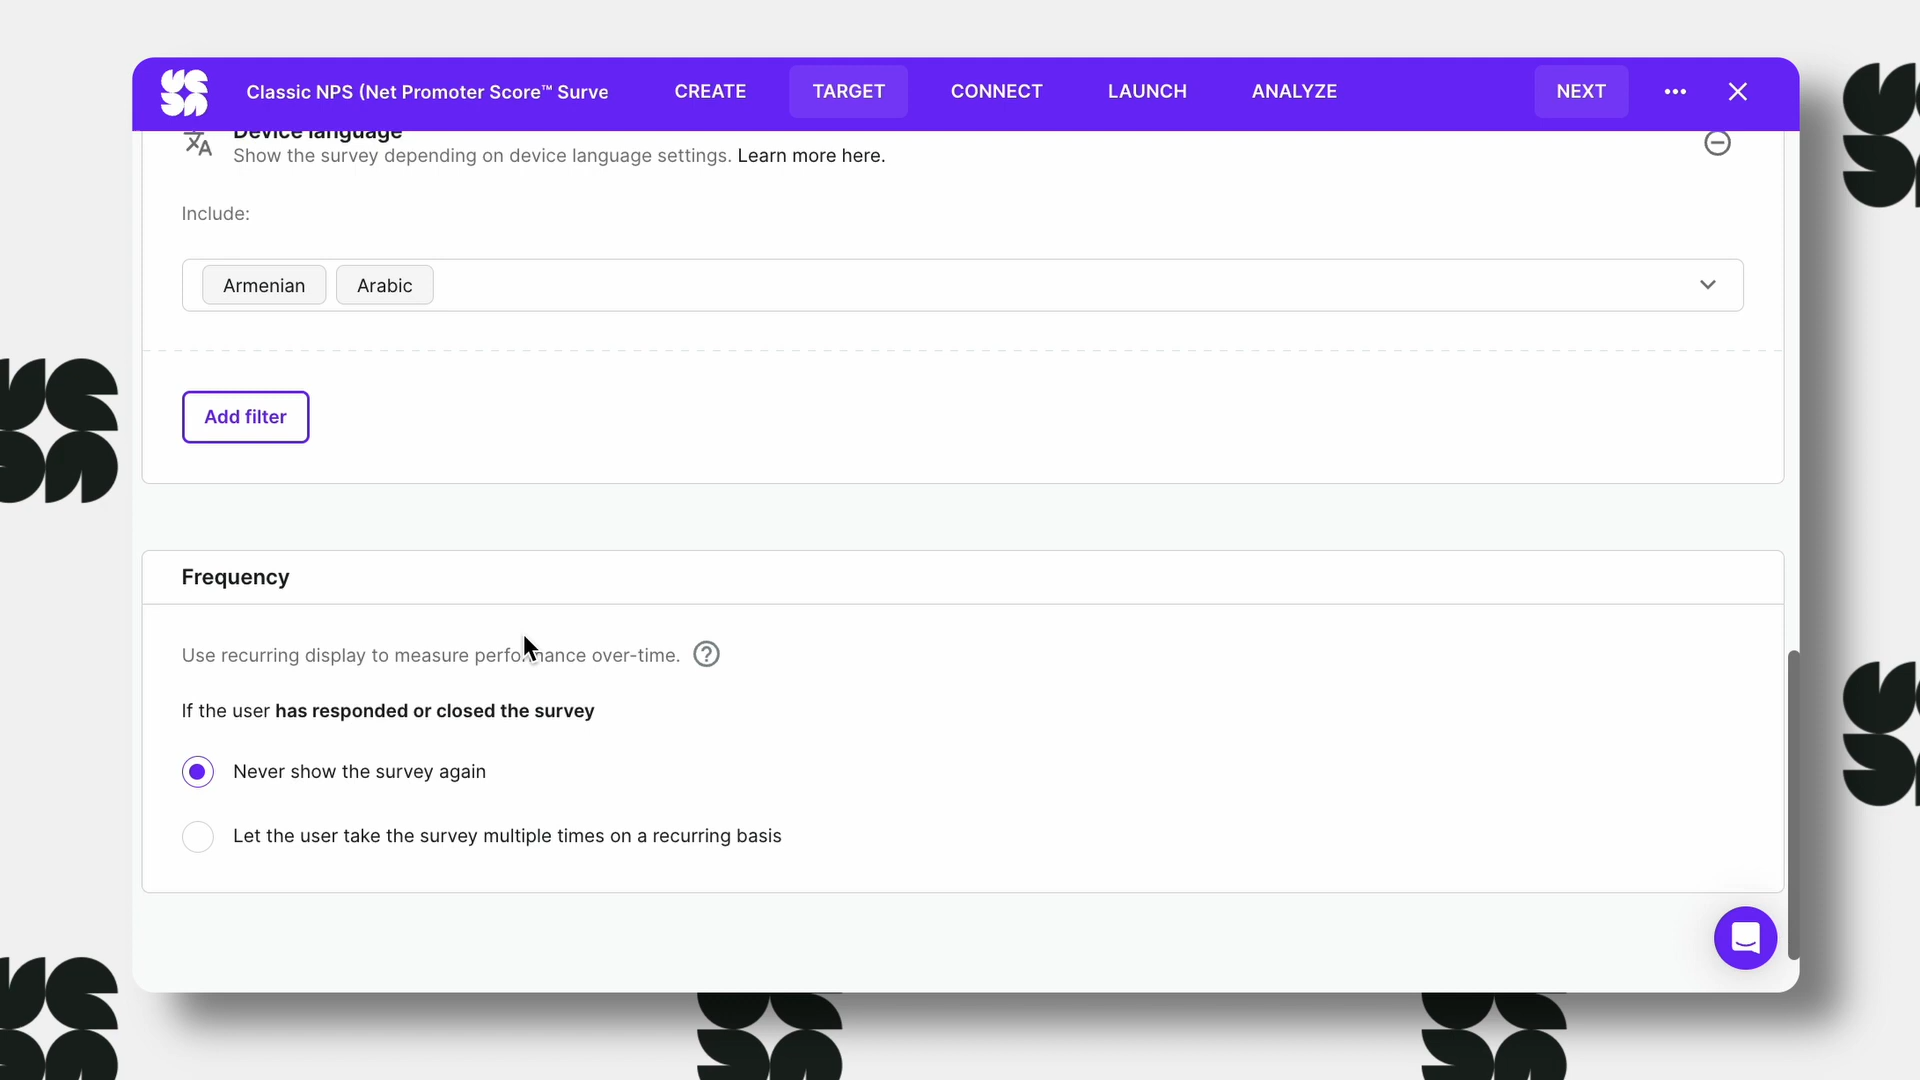 Classic NPS (Net Promoter Score™ Surve
CREATE
TARGET
CONNECT
LAUNCH
ANALYZE
NEXT
Device language
Show the survey depending on device language settings. Learn more here.
Include:
Armenian
Arabic
Add filter
Frequency
Use recurring display to measure performance over-time.
If the user has responded or closed the survey
Never show the survey again
Let the user take the survey multiple times on a recurring basis